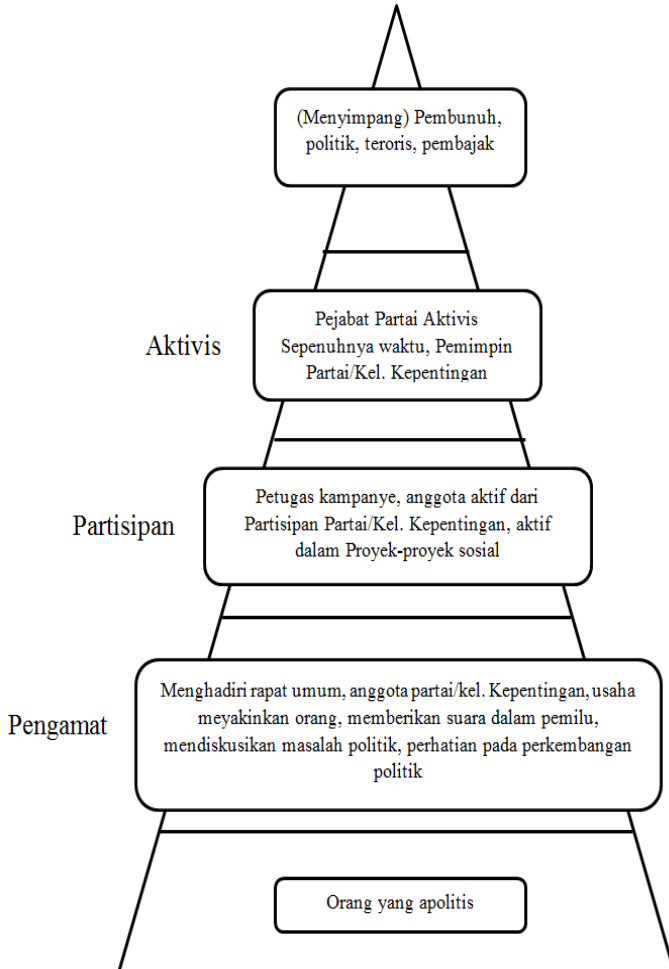 (Menyimpang) Pembunuh,
politik, teroris, pembajak
Aktivis
Pejabat Partai Aktivis
Sepenuhnya waktu, Pemimpin
Partai/Kel. Kepentingan
Partisipan
Petugas kampanye, anggota aktif dari
Partisipan Partai/Kel. Kepentingan, aktif
dalam Proyek-proyek sosial
Pengamat
Menghadiri rapat umum, anggota partai/kel. Kepentingan, usaha
meyakinkan orang, memberikan suara dalam pemilu,
mendiskusikan masalah politik, perhatian pada perkembangan
politik
Orang yang apolitis